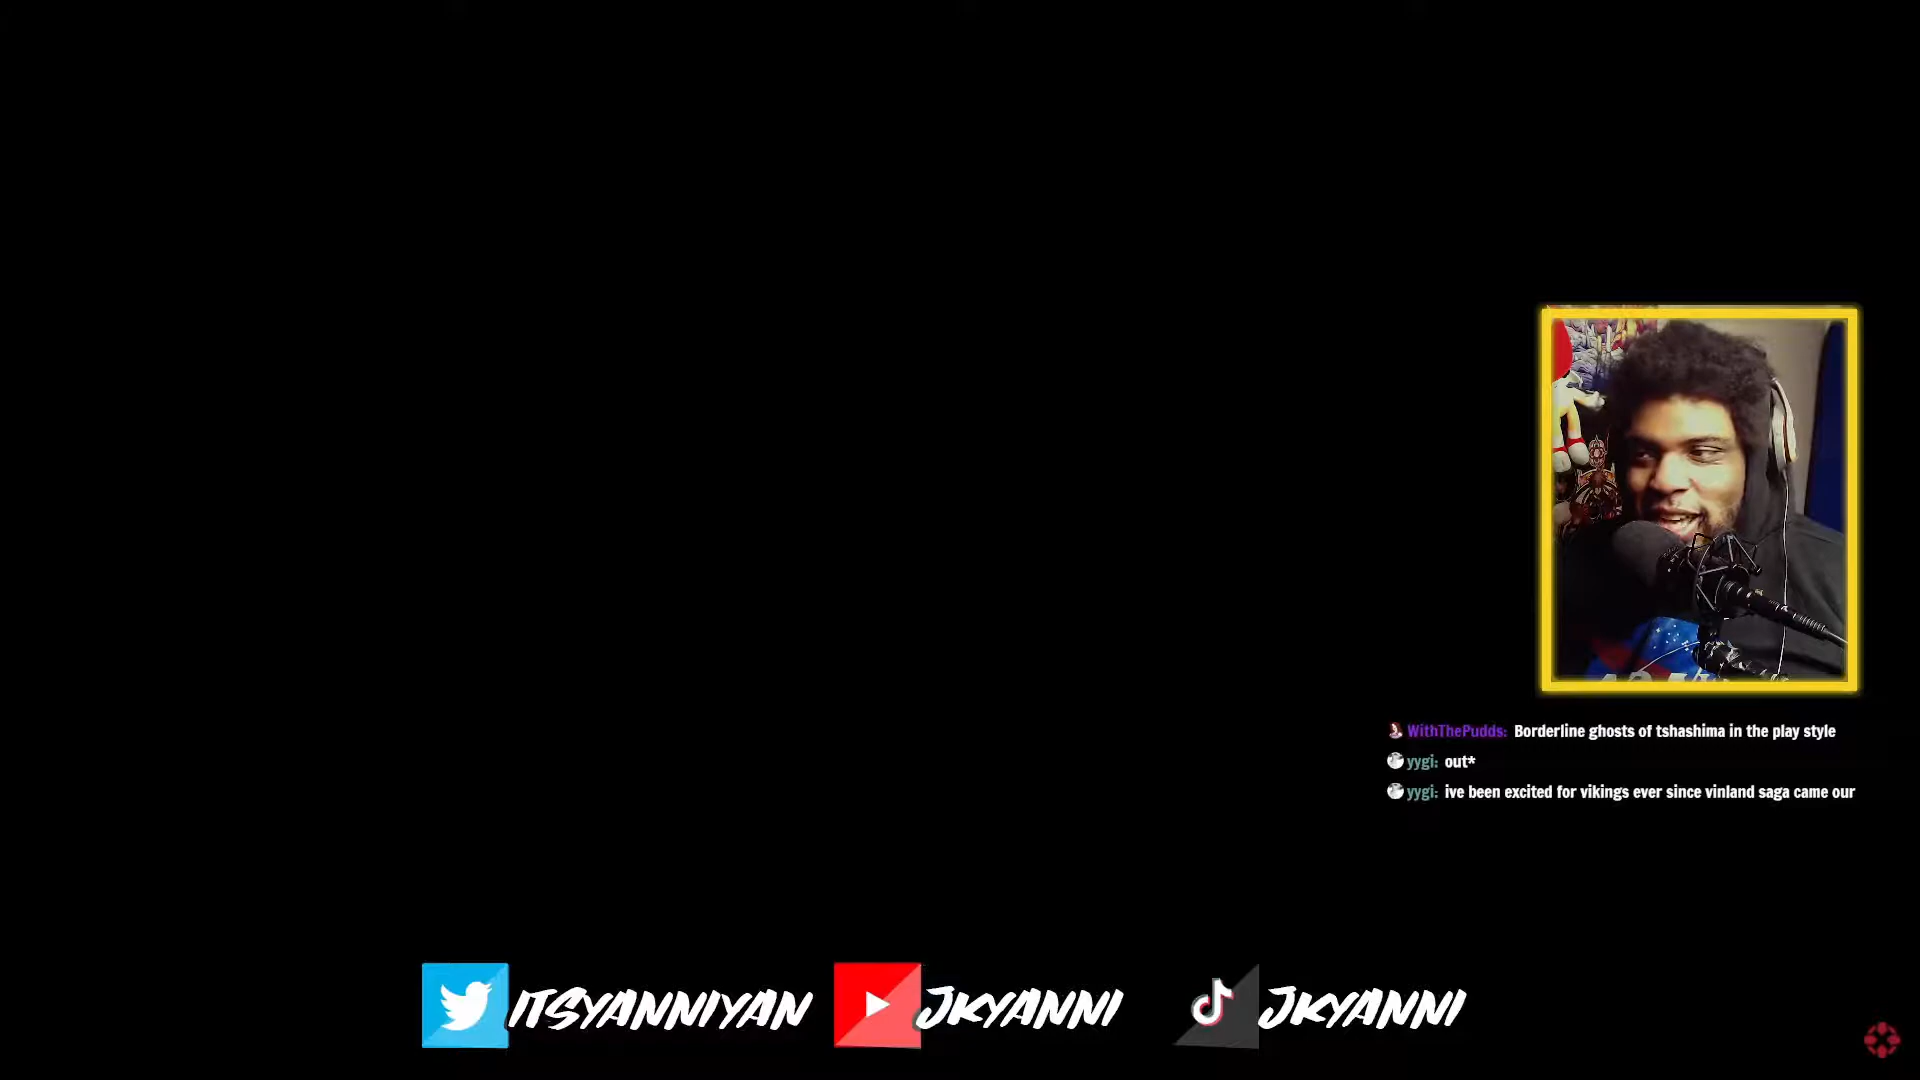 WithThePudds: Borderline ghosts of tshashima in the play style
yygi: out*
yygi: ive been excited for vikings ever since vinland saga came our
ITSYANNIYAN
JKYANNI
JKYANNI